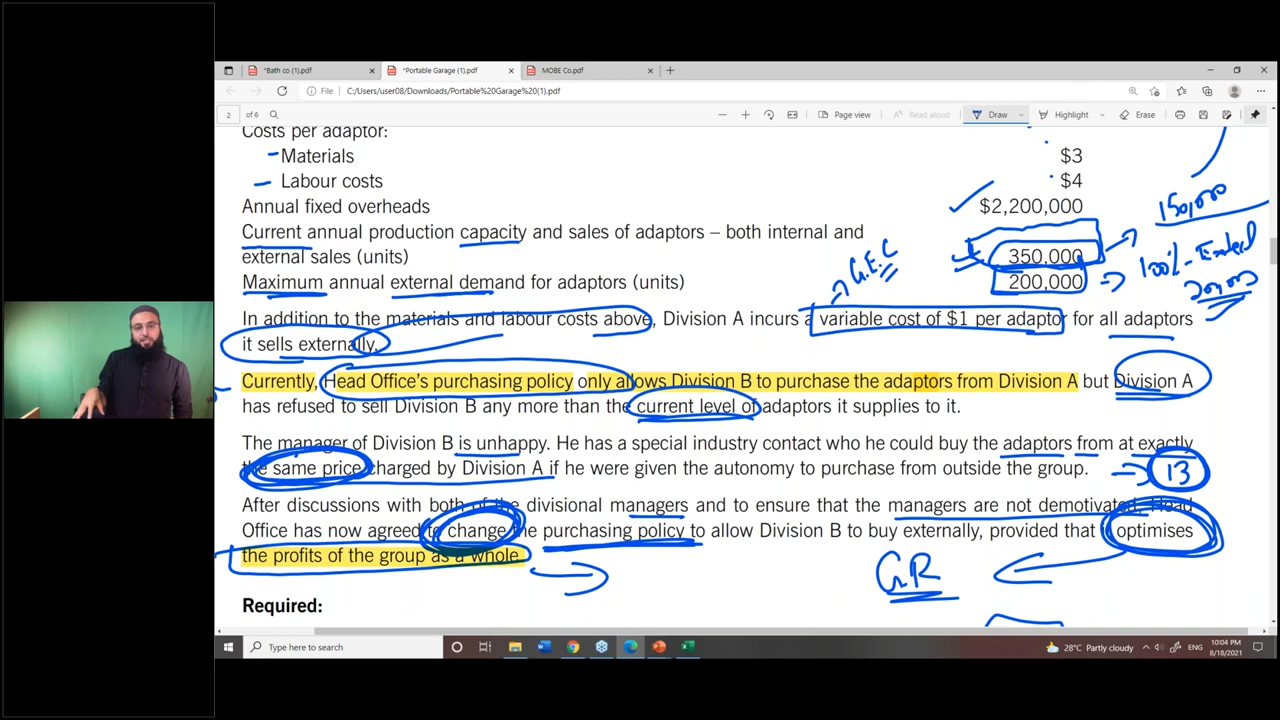 *Bath co (1).pdf
*Portable Garage (1).pdf
MOBE Co.pdf
File
C:/Users/user08/Downloads/Portable%20Garage%20(1).pdf
2 of 6
Page view
Read aloud
Draw
Highlight
Erase
Costs per adaptor:
Materials $3
Labour costs $4
Annual fixed overheads $2,200,000
150,000
Current annual production capacity and sales of adaptors – both internal and
external sales (units) 350,000
G.E.C
100%
Maximum annual external demand for adaptors (units) 200,000
In addition to the materials and labour costs above, Division A incurs a variable cost of $1 per adaptor for all adaptors
it sells externally.
Currently, Head Office's purchasing policy only allows Division B to purchase the adaptors from Division A but Division A
has refused to sell Division B any more than the current level of adaptors it supplies to it.
The manager of Division B is unhappy. He has a special industry contact who he could buy the adaptors from at exactly
the same price charged by Division A if he were given the autonomy to purchase from outside the group.
13
After discussions with both of the divisional managers and to ensure that the managers are not demotivated, Head
Office has now agreed to change the purchasing policy to allow Division B to buy externally, provided that it optimises
the profits of the group as a whole.
GR
Required:
Type here to search
28°C Partly cloudy
ENG
10:04 PM
8/18/2021